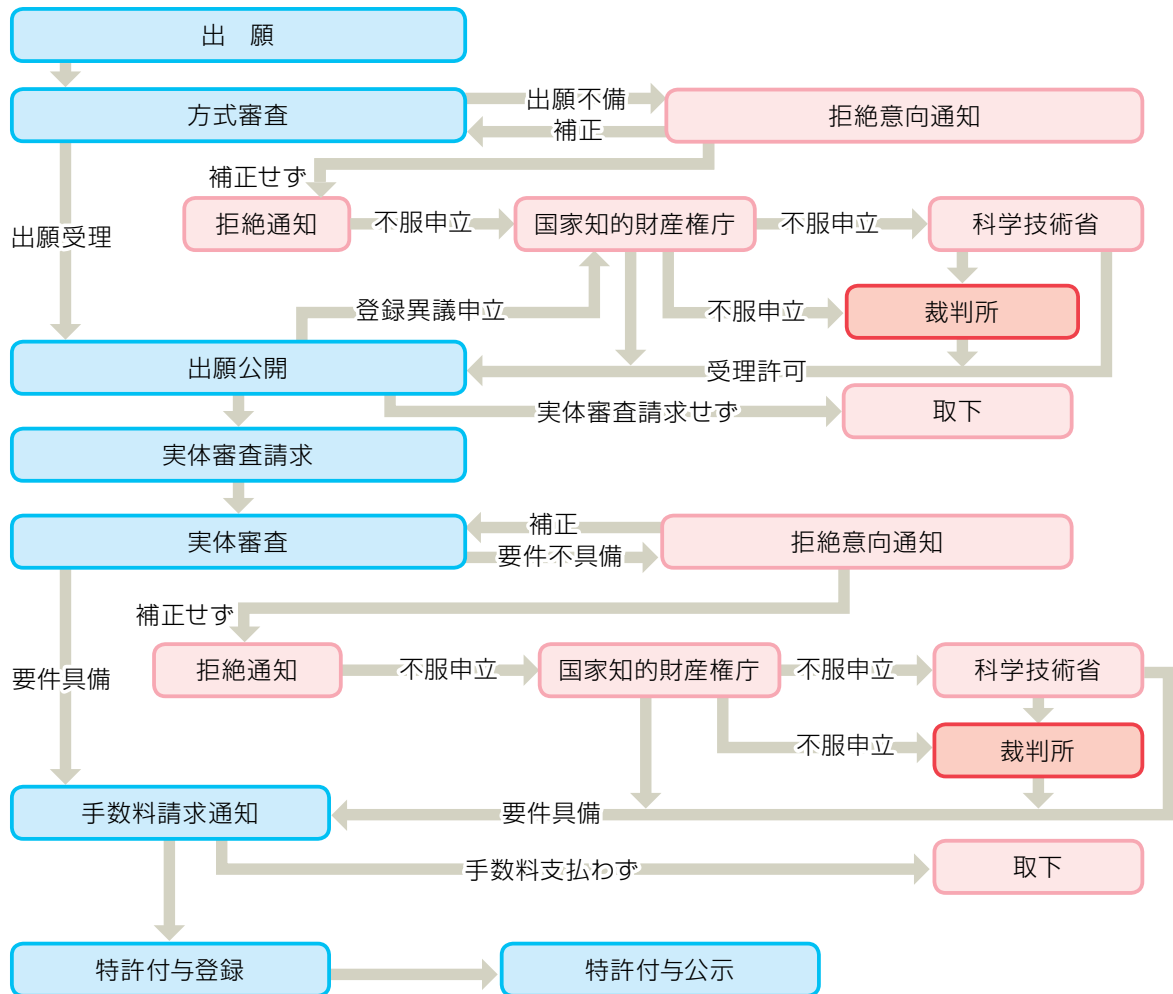 出　願
方式審査
出願不備
補正
拒絶意向通知
補正せず
出願受理
拒絶通知
不服申立
国家知的財産権庁
不服申立
科学技術省
登録異議申立
不服申立
裁判所
出願公開
受理許可
実体審査請求せず
取下
実体審査請求
実体審査
補正
要件不具備
拒絶意向通知
補正せず
要件具備
拒絶通知
不服申立
国家知的財産権庁
不服申立
科学技術省
不服申立
裁判所
手数料請求通知
要件具備
手数料支払わず
取下
特許付与登録
特許付与公示